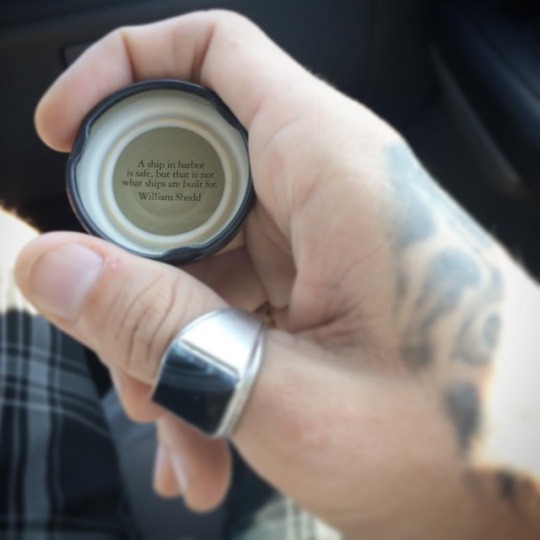 A ship in harbor
is safe, but that is not
what ships are built for.
William Shedd